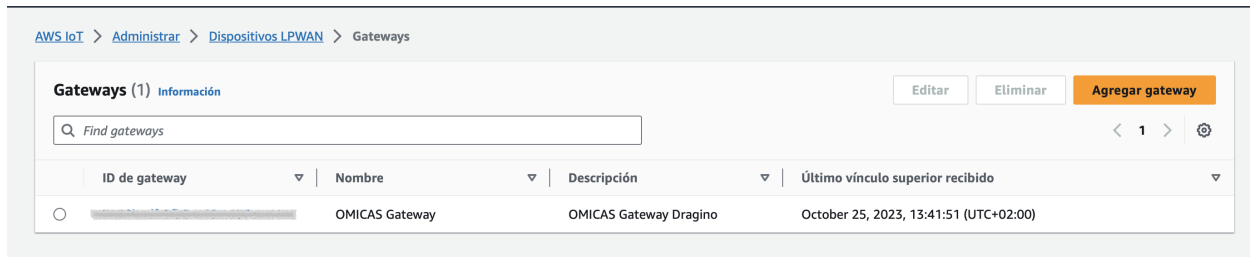 AWS IoT > Administrar > Dispositivos LPWAN > Gateways
Gateways (1) Información Editar Eliminar Agregar gateway
Find gateways < 1 >
ID de gateway Nombre Descripción Último vínculo superior recibido
OMICAS Gateway OMICAS Gateway Dragino October 25, 2023, 13:41:51 (UTC+02:00)